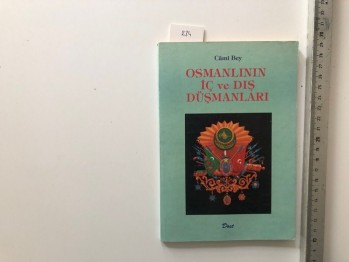 Câmi Bey
OSMANLININ
İÇ ve DIŞ
DÜŞMANLARI